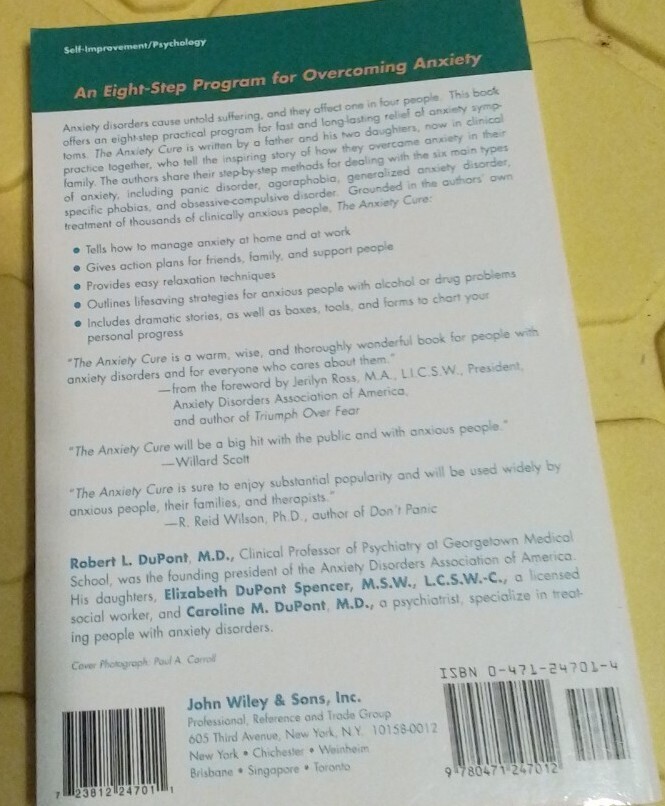 Self-Improvement/Psychology
An Eight-Step Program for Overcoming Anxiety
Anxiety disorders cause untold suffering, and they affect one in four people. This book
offers an eight-step practical program for fast and long-lasting relief of anxiety symp-
toms. The Anxiety Cure is written by a father and his two daughters, now in clinical
practice together, who tell the inspiring story of how they overcame anxiety in their
family. The authors share their step-by-step methods for dealing with the six main types
of anxiety, including panic disorder, agoraphobia, generalized anxiety disorder,
specific phobias, and obsessive-compulsive disorder. Grounded in the authors' own
treatment of thousands of clinically anxious people, The Anxiety Cure:
• Tells how to manage anxiety at home and at work
• Gives action plans for friends, family, and support people
• Provides easy relaxation techniques
• Outlines lifesaving strategies for anxious people with alcohol or drug problems
• Includes dramatic stories, as well as boxes, tools, and forms to chart your
personal progress
"The Anxiety Cure is a warm, wise, and thoroughly wonderful book for people with
anxiety disorders and for everyone who cares about them."
—from the foreword by Jerilyn Ross, M.A., L.I.C.S.W., President,
Anxiety Disorders Association of America,
and author of Triumph Over Fear
"The Anxiety Cure will be a big hit with the public and with anxious people."
—Willard Scott
"The Anxiety Cure is sure to enjoy substantial popularity and will be used widely by
anxious people, their families, and therapists."
—R. Reid Wilson, Ph.D., author of Don't Panic
Robert L. DuPont, M.D., Clinical Professor of Psychiatry at Georgetown Medical
School, was the founding president of the Anxiety Disorders Association of America.
His daughters, Elizabeth DuPont Spencer, M.S.W., L.C.S.W.-C., a licensed
social worker, and Caroline M. DuPont, M.D., a psychiatrist, specialize in treat-
ing people with anxiety disorders.
Cover Photograph: Paul A. Carroll
John Wiley & Sons, Inc.
Professional, Reference and Trade Group
605 Third Avenue, New York, N.Y. 10158-0012
New York • Chichester • Weinheim
Brisbane • Singapore • Toronto
7 23812 24701 1
ISBN 0-471-24701-4
9 780471 247012